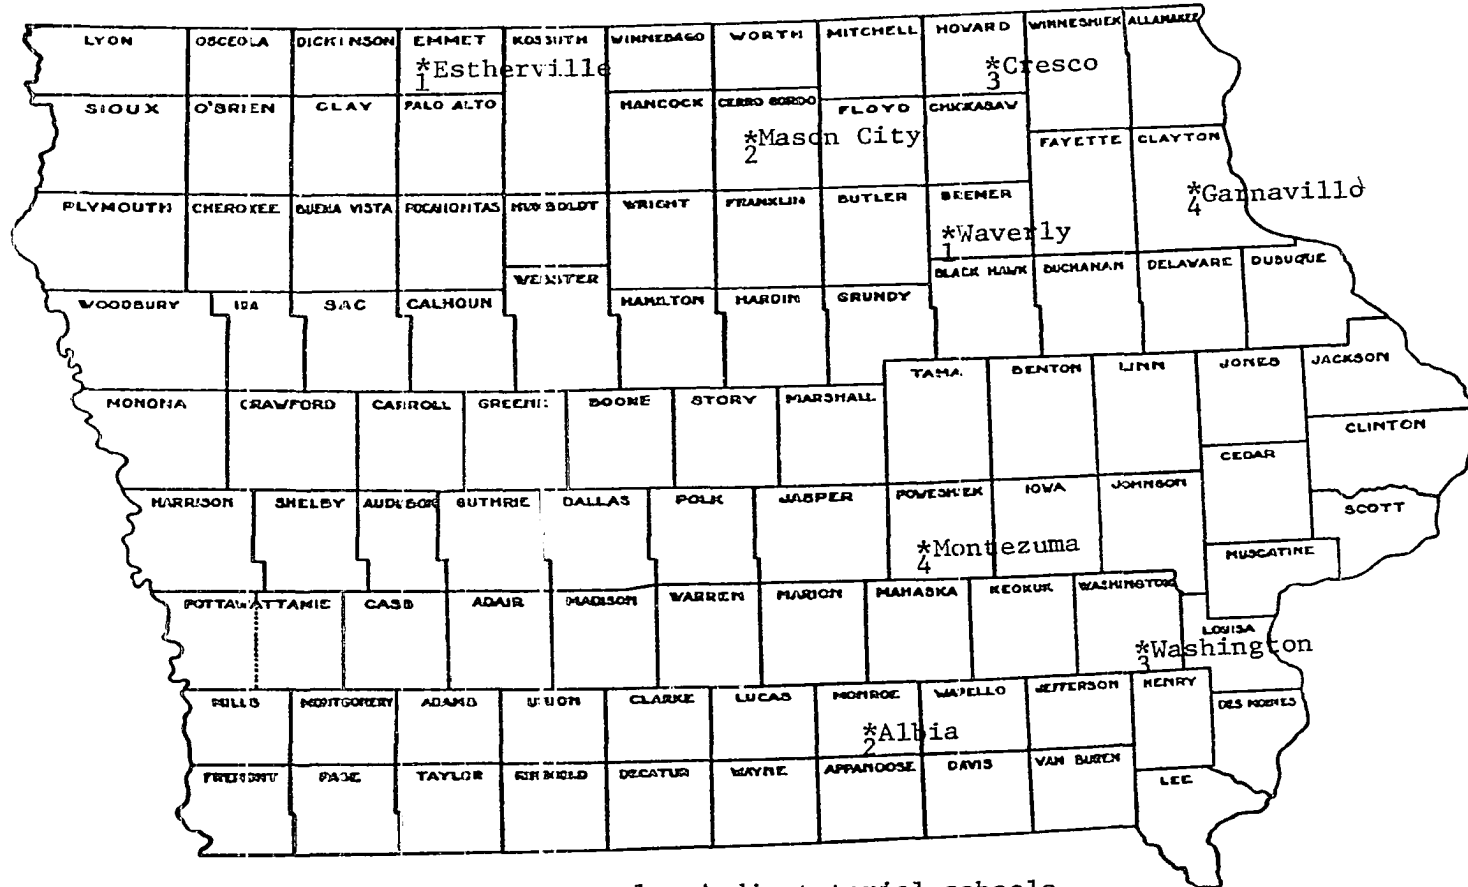 LYON OSCEOLA DICKINSON EMMET KOSSUTH WINNEBAGO WORTH MITCHELL HOWARD WINNESHIEK ALLAMAKEE
*Estherville *Cresco
1 3
SIOUX O'BRIEN CLAY PALO ALTO HANCOCK CERRO GORDO FLOYD CHICKASAW
*Mason City FAYETTE CLAYTON
2
*Garnavillo
4
PLYMOUTH CHEROKEE BUENA VISTA POCAHONTAS HUMBOLDT WRIGHT FRANKLIN BUTLER BREMER
*Waverly
1
WEBSTER BLACK HAWK BUCHANAN DELAWARE DUBUQUE
WOODBURY IDA SAC CALHOUN HAMILTON HARDIN GRUNDY
TAMA BENTON LINN JONES JACKSON
MONONA CRAWFORD CARROLL GREENE BOONE STORY MARSHALL
CLINTON
CEDAR
HARRISON SHELBY AUDUBON GUTHRIE DALLAS POLK JASPER POWESHIEK IOWA JOHNSON
SCOTT
*Montezuma MUSCATINE
4
POTTAWATTAMIE CASS ADAIR MADISON WARREN MARION MAHASKA KEOKUK WASHINGTON
LOUISA
*Washington
3
MILLS MONTGOMERY ADAMS UNION CLARKE LUCAS MONROE WAPELLO JEFFERSON HENRY DES MOINES
*Albia
2
FREMONT PAGE TAYLOR RINGGOLD DECATUR WAYNE APPANOOSE DAVIS VAN BUREN LEE